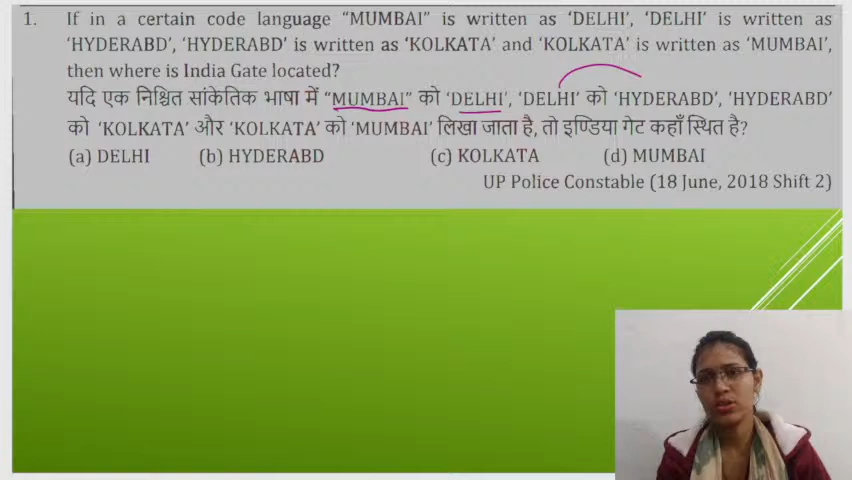 1. If in a certain code language “MUMBAI” is written as ‘DELHI’, ‘DELHI’ is written as
‘HYDERABD’, ‘HYDERABD’ is written as ‘KOLKATA’ and ‘KOLKATA’ is written as ‘MUMBAI’,
then where is India Gate located?
यदि एक निश्चित सांकेतिक भाषा में “MUMBAI” को ‘DELHI’, ‘DELHI’ को ‘HYDERABD’, ‘HYDERABD’
को ‘KOLKATA’ और ‘KOLKATA’ को ‘MUMBAI’ लिखा जाता है, तो इण्डिया गेट कहाँ स्थित है?
(a) DELHI (b) HYDERABD (c) KOLKATA (d) MUMBAI
UP Police Constable (18 June, 2018 Shift 2)